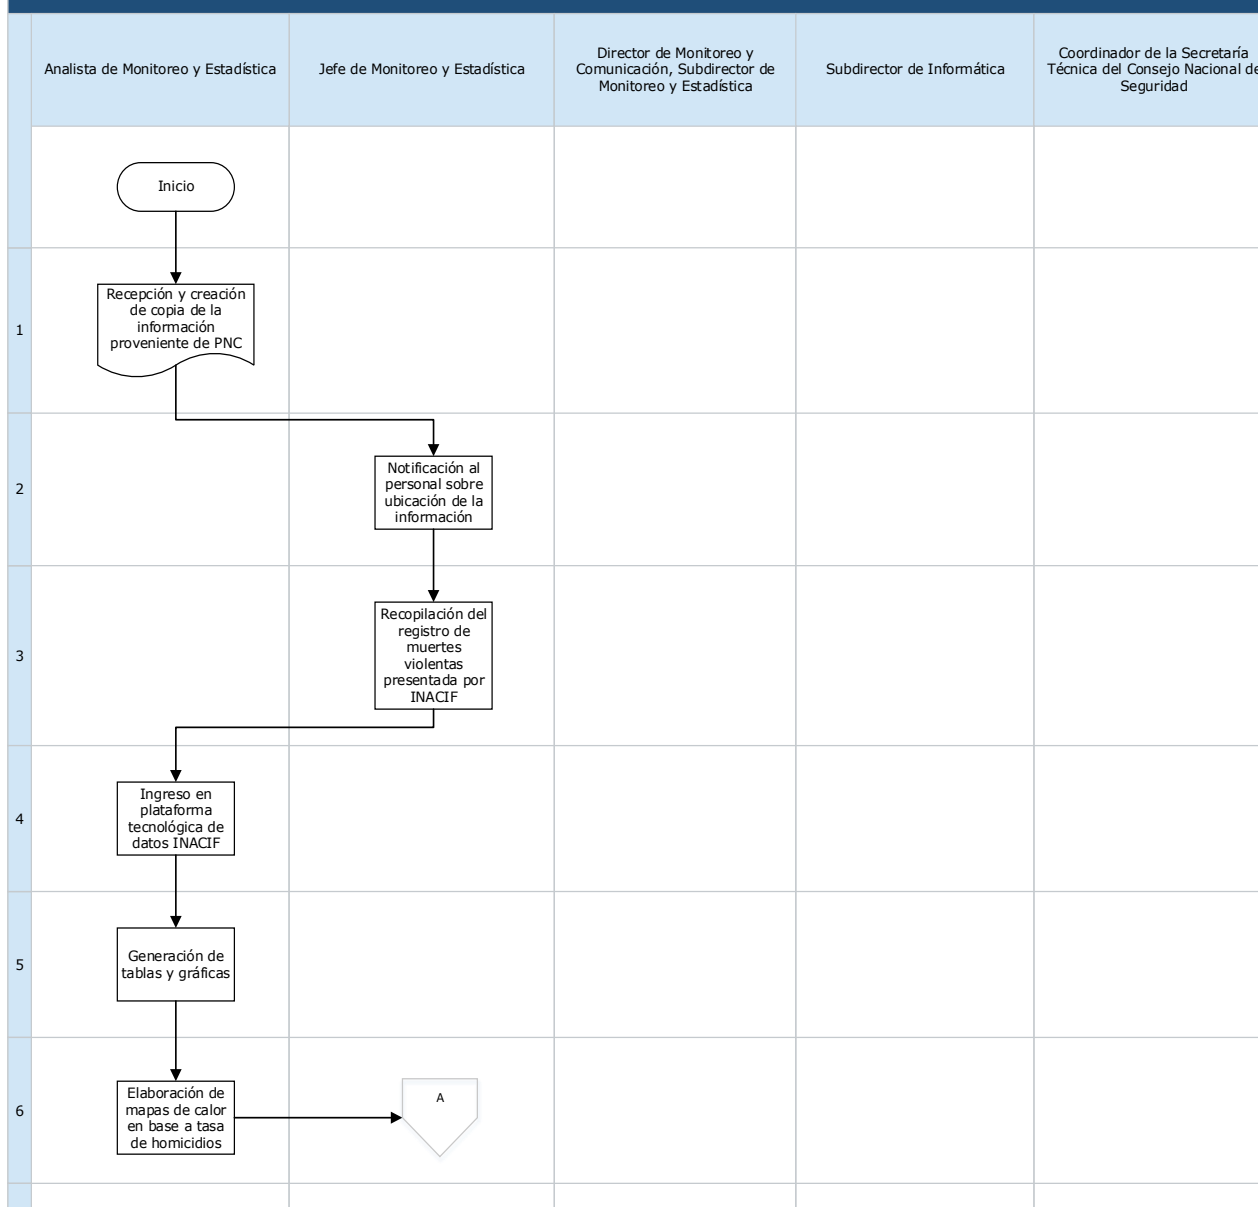 Analista de Monitoreo y Estadística
Jefe de Monitoreo y Estadística
Director de Monitoreo y
Comunicación, Subdirector de
Monitoreo y Estadística
Subdirector de Informática
Coordinador de la Secretaría
Técnica del Consejo Nacional de
Seguridad
Inicio
1
Recepción y creación
de copia de la
información
proveniente de PNC
2
Notificación al
personal sobre
ubicación de la
información
3
Recopilación del
registro de
muertes
violentas
presentada por
INACIF
4
Ingreso en
plataforma
tecnológica de
datos INACIF
5
Generación de
tablas y gráficas
6
Elaboración de
mapas de calor
en base a tasa
de homicidios
A